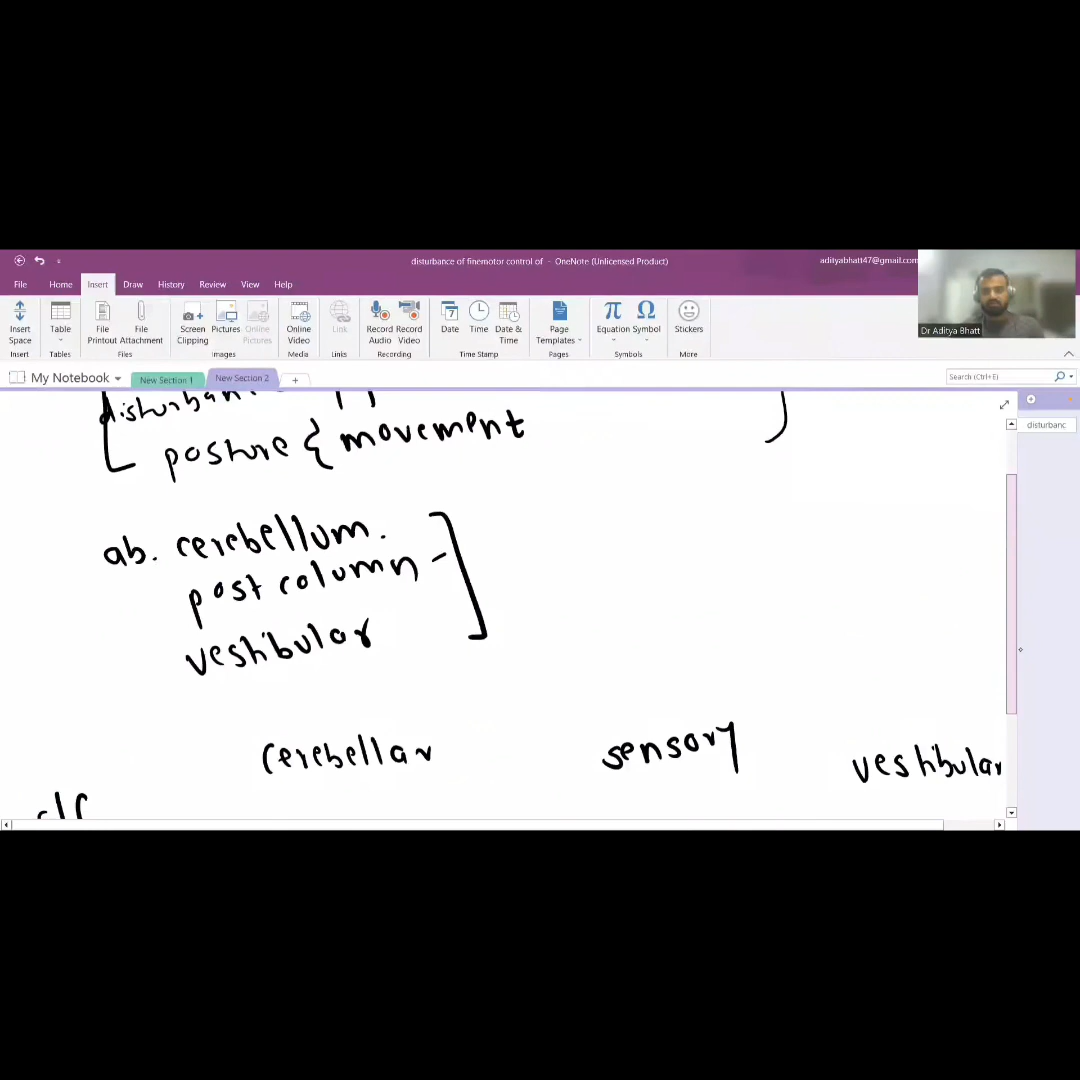 disturbance of finemotor control of - OneNote (Unlicensed Product)
adityabhatt47@gmail.com
File Home Insert Draw History Review View Help
Insert Space
Table
File Printout
File Attachment
Screen Clipping
Pictures
Online Pictures
Online Video
Link
Record Audio
Record Video
Date
Time
Date & Time
Page Templates
Equation
Symbol
Stickers
Insert Tables Files Images Media Links Recording Time Stamp Pages Symbols More
Dr Aditya Bhatt
My Notebook New Section 1 New Section 2 +
Search (Ctrl+E)
disturbanc
posture { movement
ab. cerebellum.
post column -
vestibular
cerebellar sensory vestibular